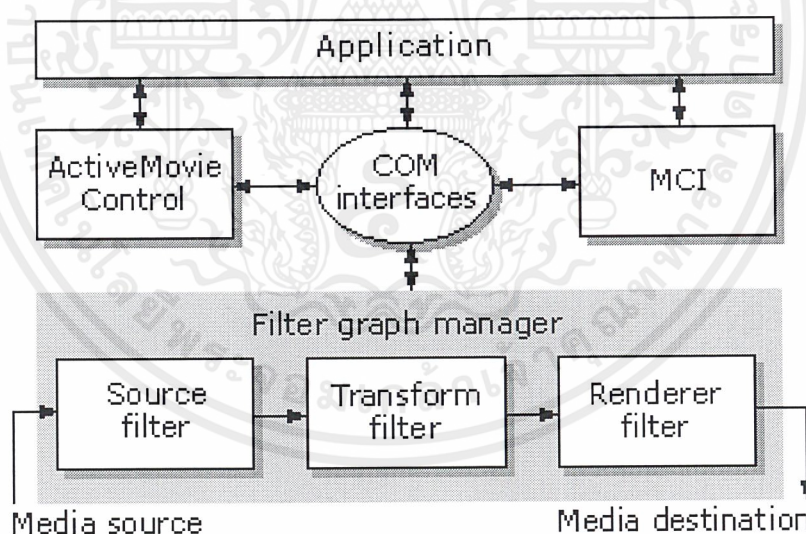 Application
ActiveMovie
Control
COM
interfaces
MCI
Filter graph manager
Source
filter
Transform
filter
Renderer
filter
Media source
Media destination